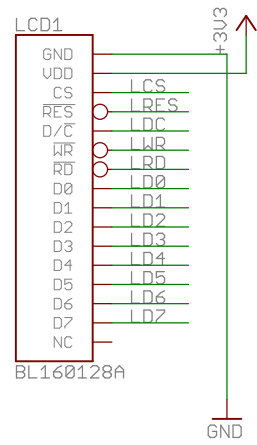 LCD1
+3V3
GND
VDD
CS LCS
RES LRES
D/C LDC
WR LWR
RD LRD
D0 LD0
D1 LD1
D2 LD2
D3 LD3
D4 LD4
D5 LD5
D6 LD6
D7 LD7
NC
BL160128A
GND